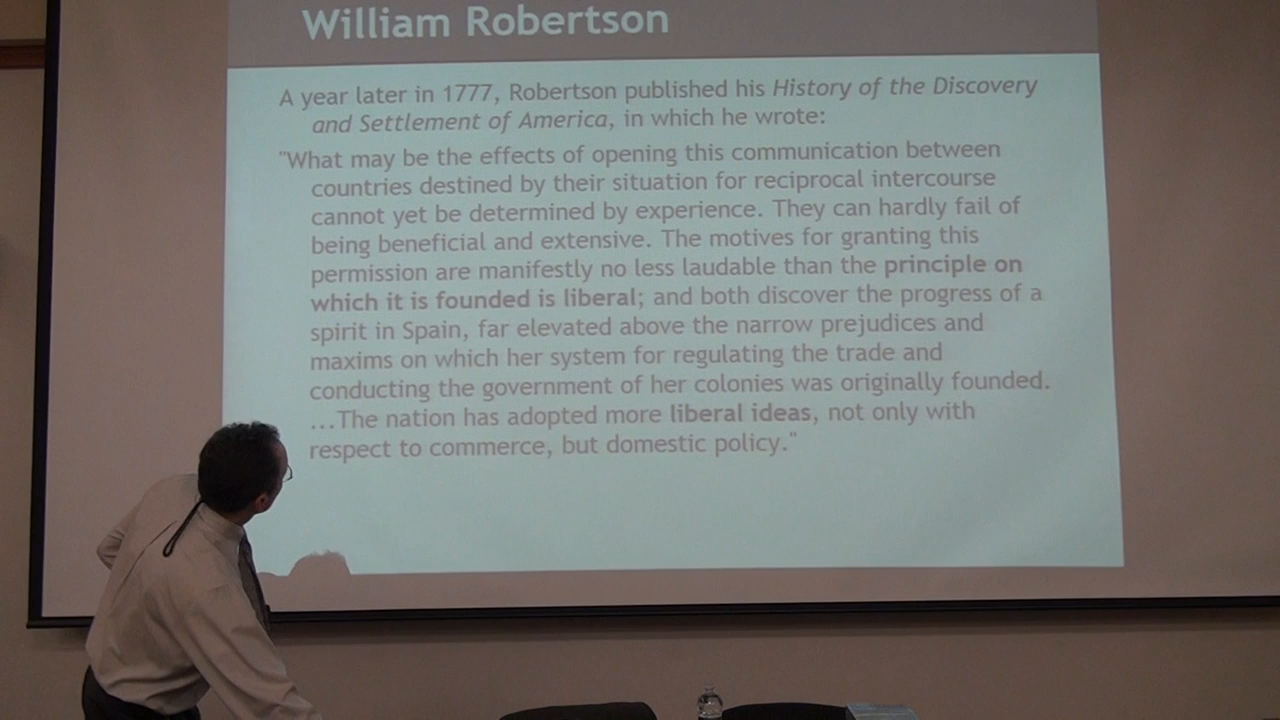 William Robertson
A year later in 1777, Robertson published his History of the Discovery
and Settlement of America, in which he wrote:
"What may be the effects of opening this communication between
countries destined by their situation for reciprocal intercourse
cannot yet be determined by experience. They can hardly fail of
being beneficial and extensive. The motives for granting this
permission are manifestly no less laudable than the principle on
which it is founded is liberal; and both discover the progress of a
spirit in Spain, far elevated above the narrow prejudices and
maxims on which her system for regulating the trade and
conducting the government of her colonies was originally founded.
...The nation has adopted more liberal ideas, not only with
respect to commerce, but domestic policy."